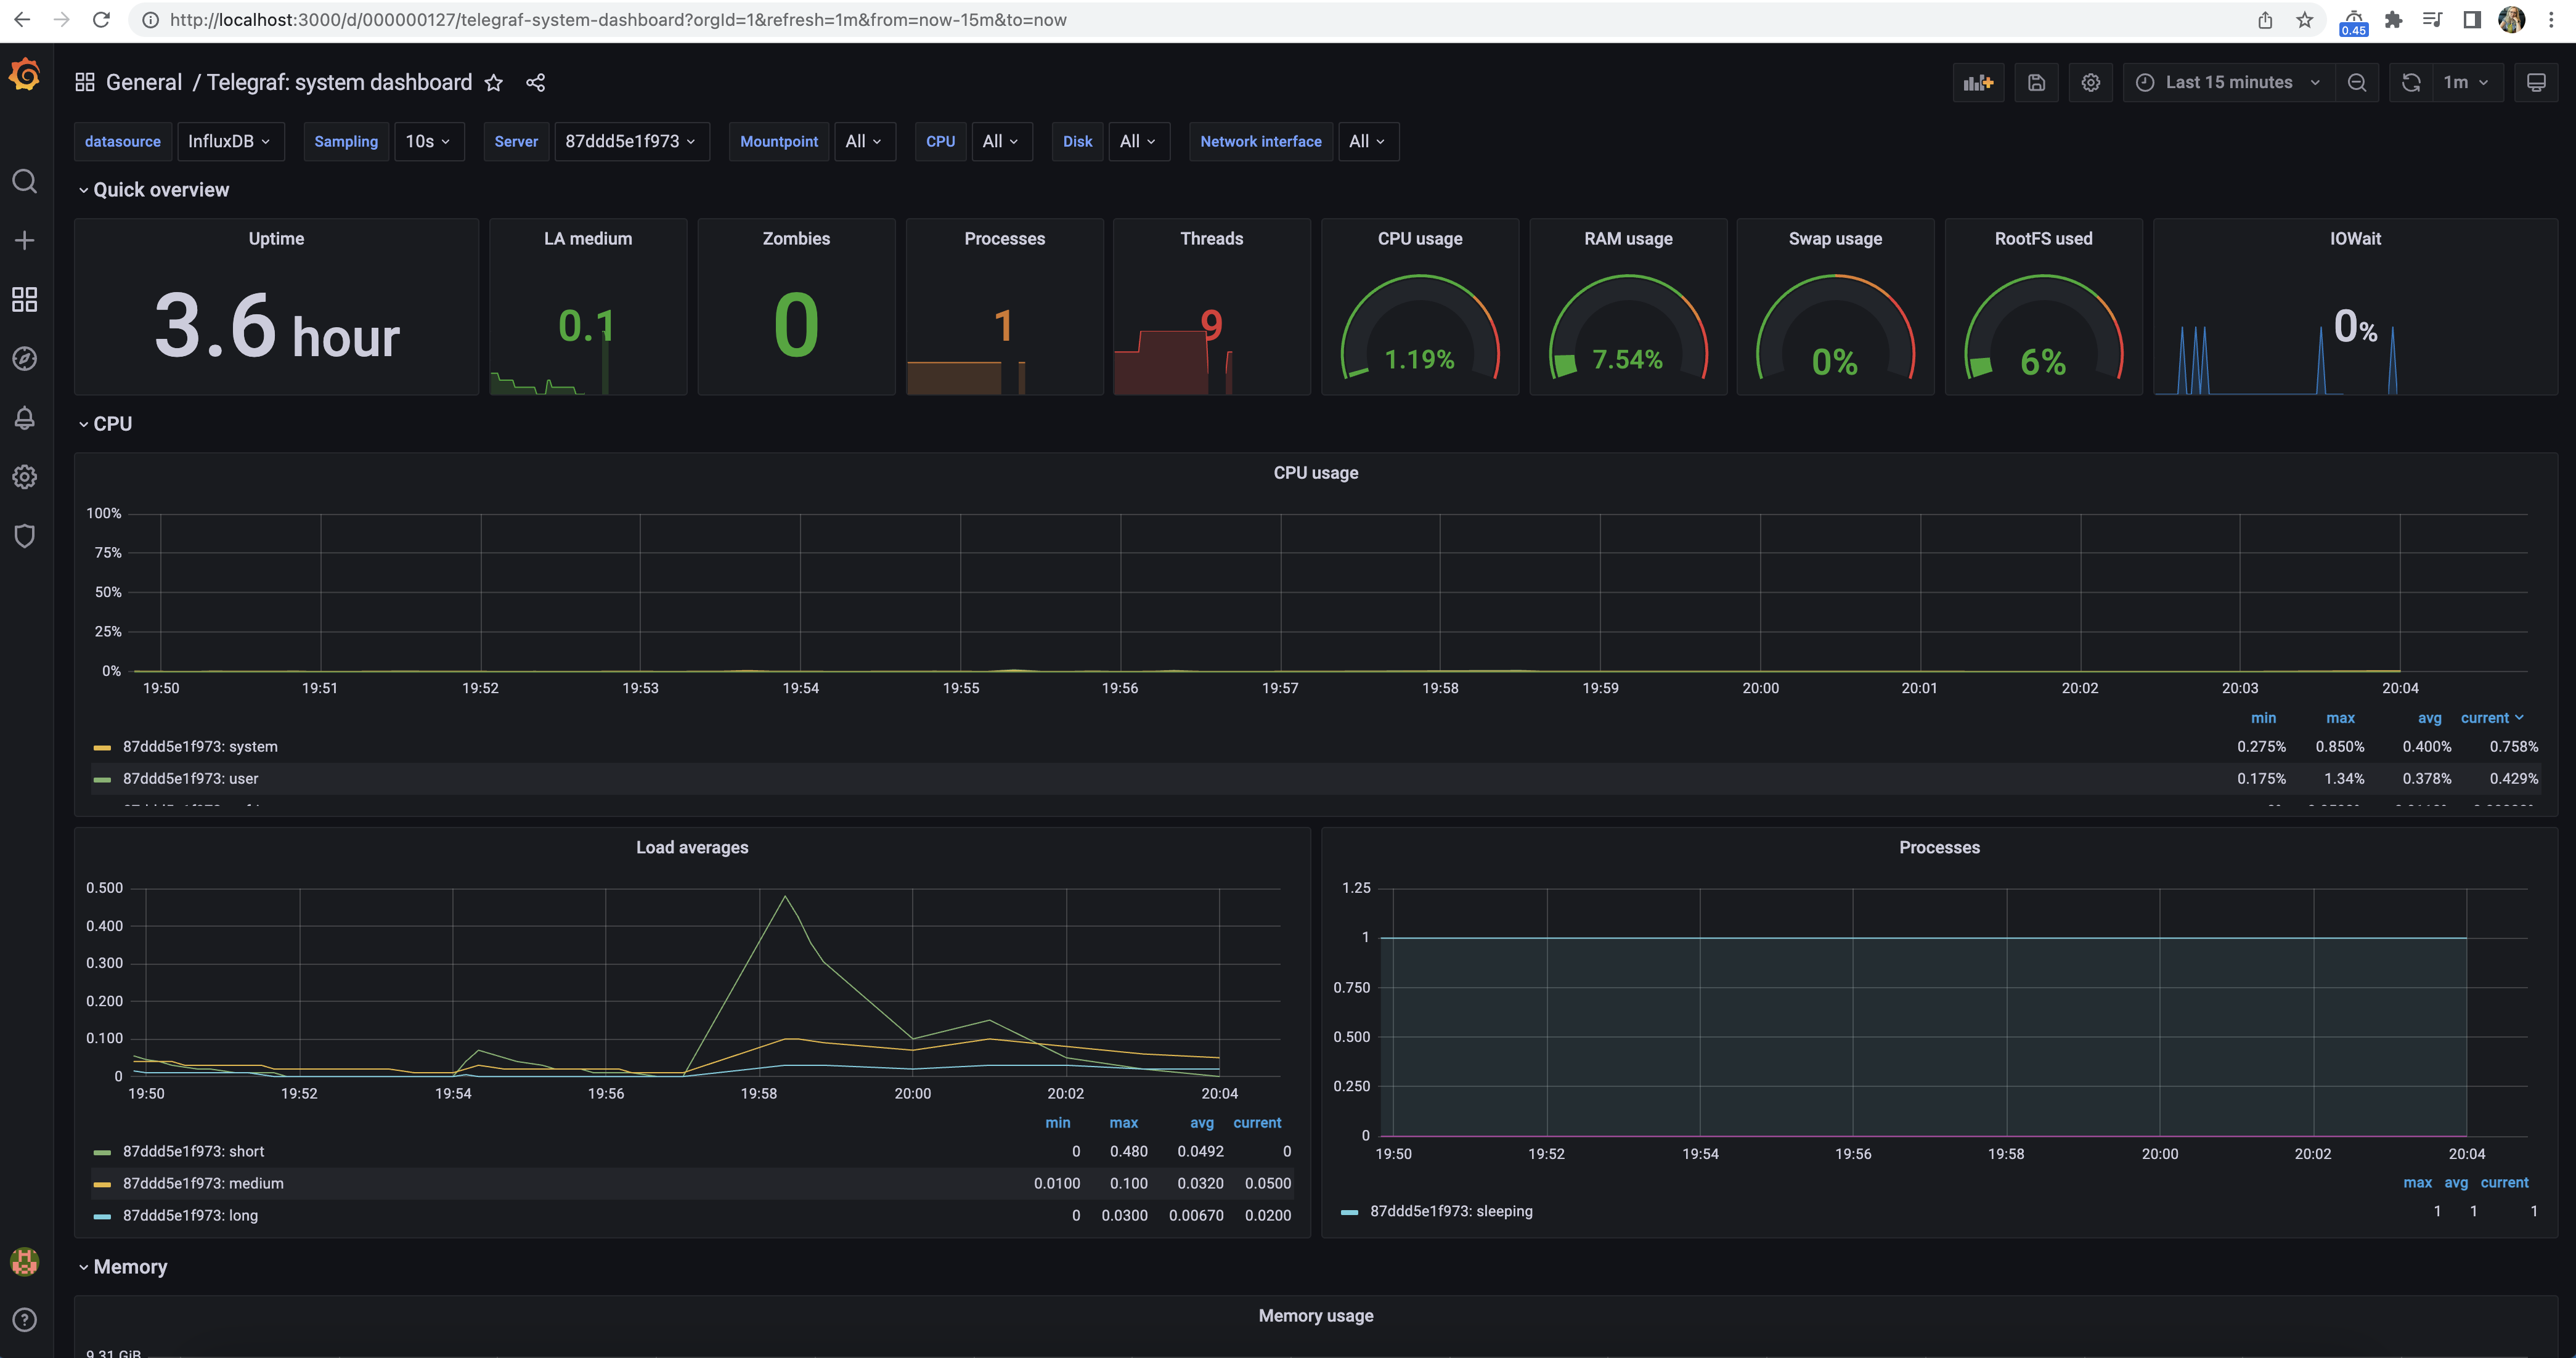 http://localhost:3000/d/000000127/telegraf-system-dashboard?orgId=1&refresh=1m&from=now-15m&to=now
0.45
General / Telegraf: system dashboard
Last 15 minutes
1m
datasource InfluxDB Sampling 10s Server 87ddd5e1f973 Mountpoint All CPU All Disk All Network interface All
Quick overview
Uptime
3.6 hour
LA medium
0.1
Zombies
0
Processes
1
Threads
9
CPU usage
1.19%
RAM usage
7.54%
Swap usage
0%
RootFS used
6%
IOWait
0%
CPU
CPU usage
100%
75%
50%
25%
0%
19:50 19:51 19:52 19:53 19:54 19:55 19:56 19:57 19:58 19:59 20:00 20:01 20:02 20:03 20:04
min max avg current
87ddd5e1f973: system 0.275% 0.850% 0.400% 0.758%
87ddd5e1f973: user 0.175% 1.34% 0.378% 0.429%
Load averages
0.500
0.400
0.300
0.200
0.100
0
19:50 19:52 19:54 19:56 19:58 20:00 20:02 20:04
min max avg current
87ddd5e1f973: short 0 0.480 0.0492 0
87ddd5e1f973: medium 0.0100 0.100 0.0320 0.0500
87ddd5e1f973: long 0 0.0300 0.00670 0.0200
Processes
1.25
1
0.750
0.500
0.250
0
19:50 19:52 19:54 19:56 19:58 20:00 20:02 20:04
max avg current
87ddd5e1f973: sleeping 1 1 1
Memory
Memory usage
9.31 GiB